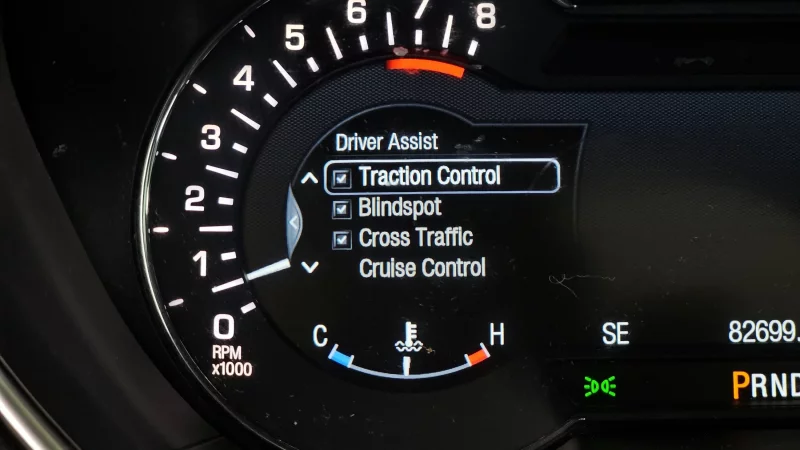 8
7
6
5
4
3
2
1
0
RPM
x1000
Driver Assist
Traction Control
Blindspot
Cross Traffic
Cruise Control
C H
SE 82699.
PRND